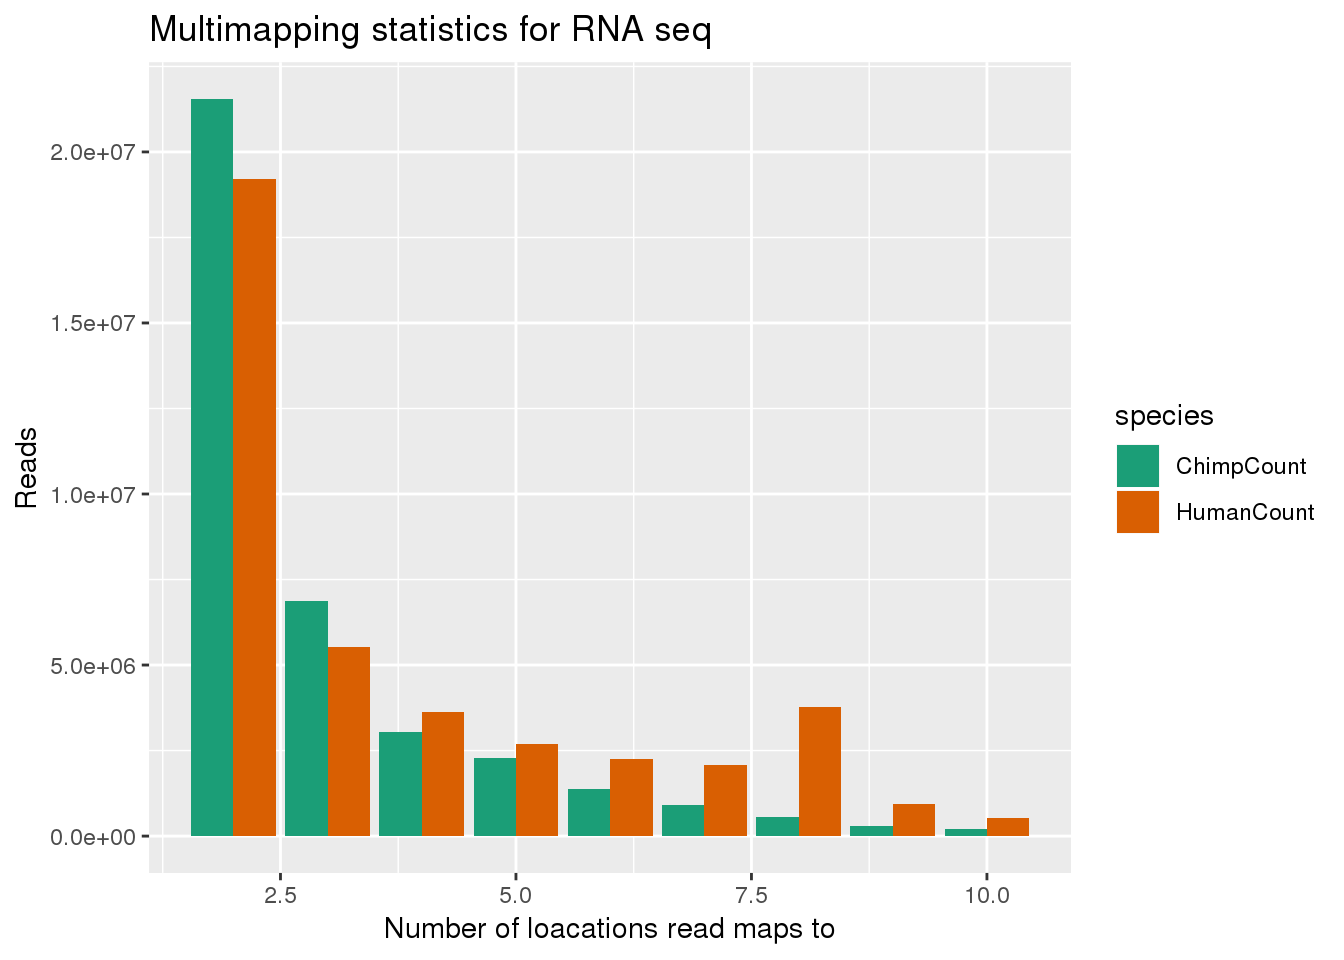 Multimapping statistics for RNA seq
Reads
2.0e+07
1.5e+07
1.0e+07
5.0e+06
0.0e+00
2.5 5.0 7.5 10.0
Number of loacations read maps to
species
ChimpCount
HumanCount